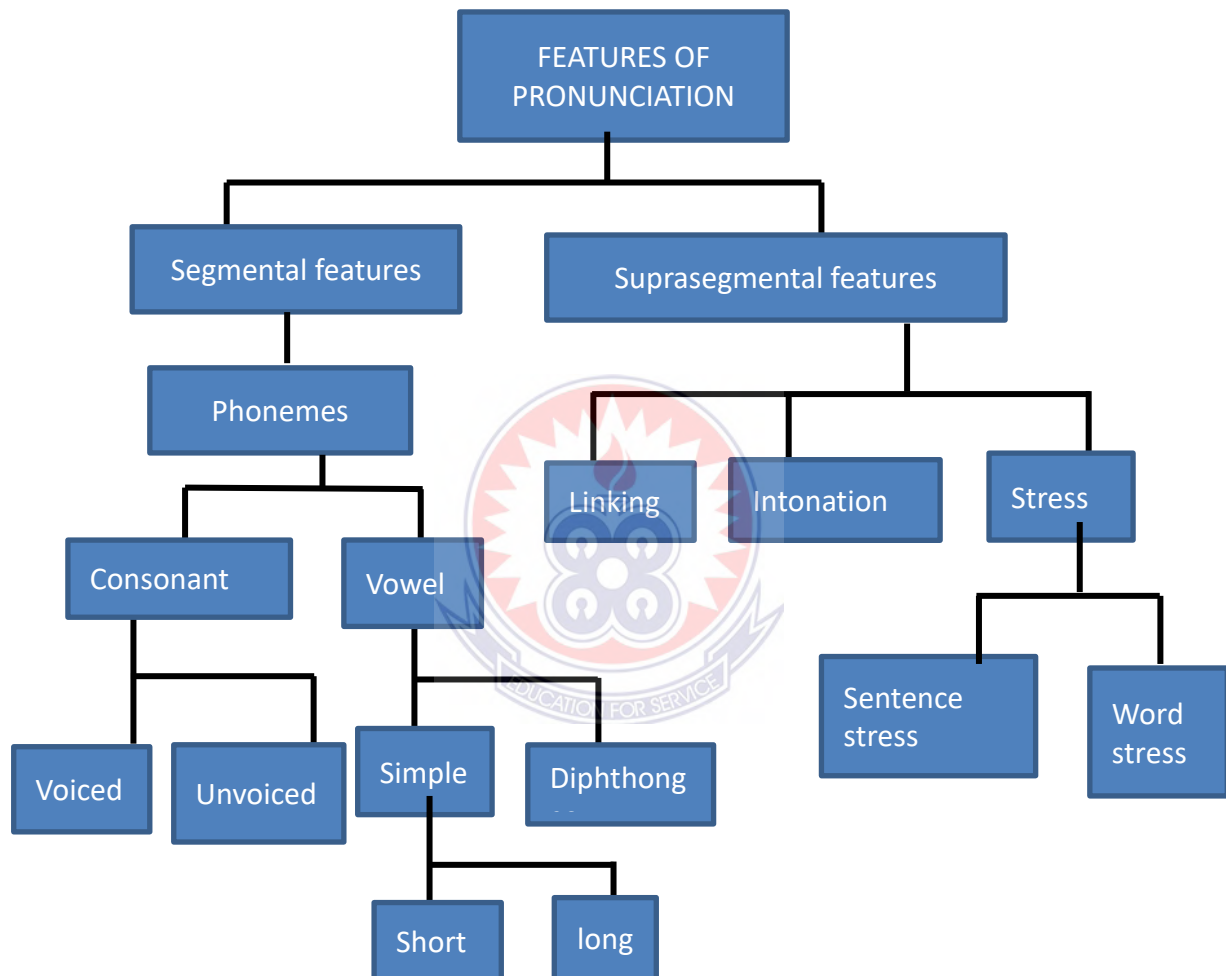 FEATURES OF
PRONUNCIATION
Segmental features
Suprasegmental features
Phonemes
Linking
Intonation
Stress
Consonant
Vowel
Sentence
stress
Word
stress
Voiced
Unvoiced
Simple
Diphthong
Short
long
EDUCATION FOR SERVICE